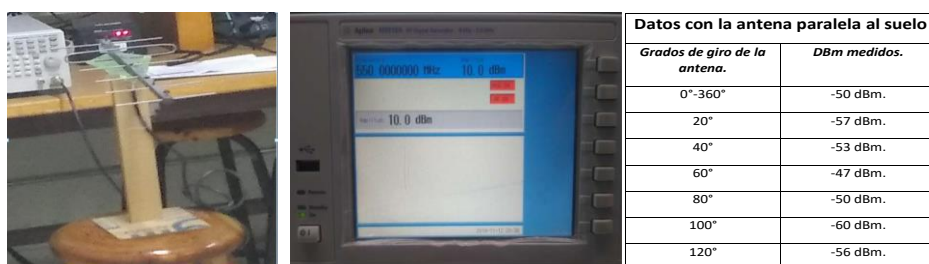 Agilent
550.0000000 MHz 10.0 dBm
10.0 dBm
Datos con la antena paralela al suelo
Grados de giro de la antena.
DBm medidos.
0°-360° -50 dBm.
20° -57 dBm.
40° -53 dBm.
60° -47 dBm.
80° -50 dBm.
100° -60 dBm.
120° -56 dBm.